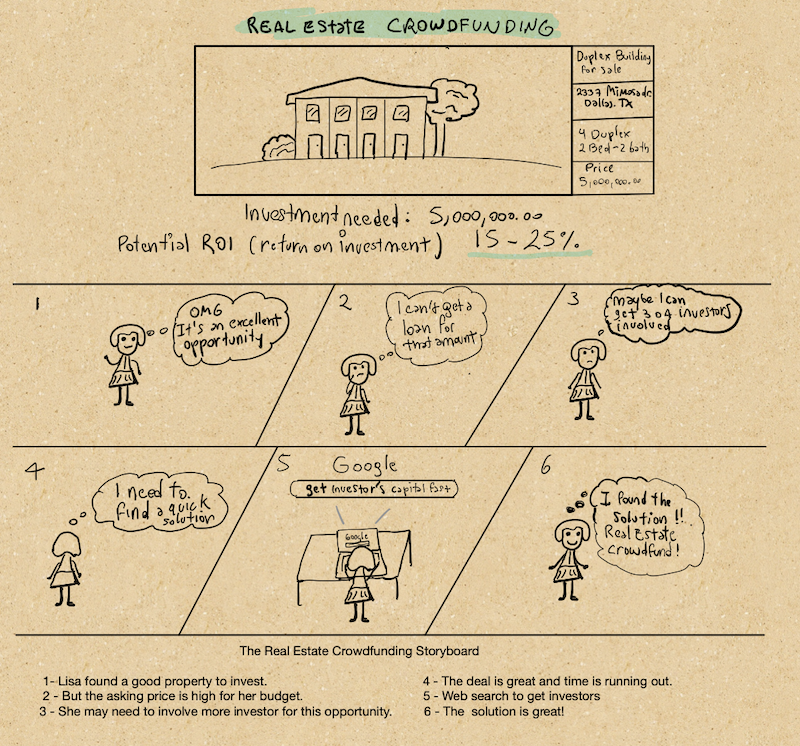 REAL ESTATE CROWDFUNDING
Duplex Building
for sale
2337 Mimosa dr.
Dallas, TX
4 Duplex
2 Bed-2 bath
Price
5,000,000.00
Investment needed: 5,000,000.00
Potential ROI (return on investment) 15-25%
1
OMG
It's an excellent
opportunity
2
I can't get a
loan for
that amount
3
maybe I can
get 3 o 4 investors
involved
4
I need to
find a quick
solution
5
Google
get investor's capital fast
Google
6
I found the
solution!!
Real Estate
crowdfund!
The Real Estate Crowdfunding Storyboard
1- Lisa found a good property to invest.
2 - But the asking price is high for her budget.
3 - She may need to involve more investor for this opportunity.
4 - The deal is great and time is running out.
5 - Web search to get investors
6 - The solution is great!